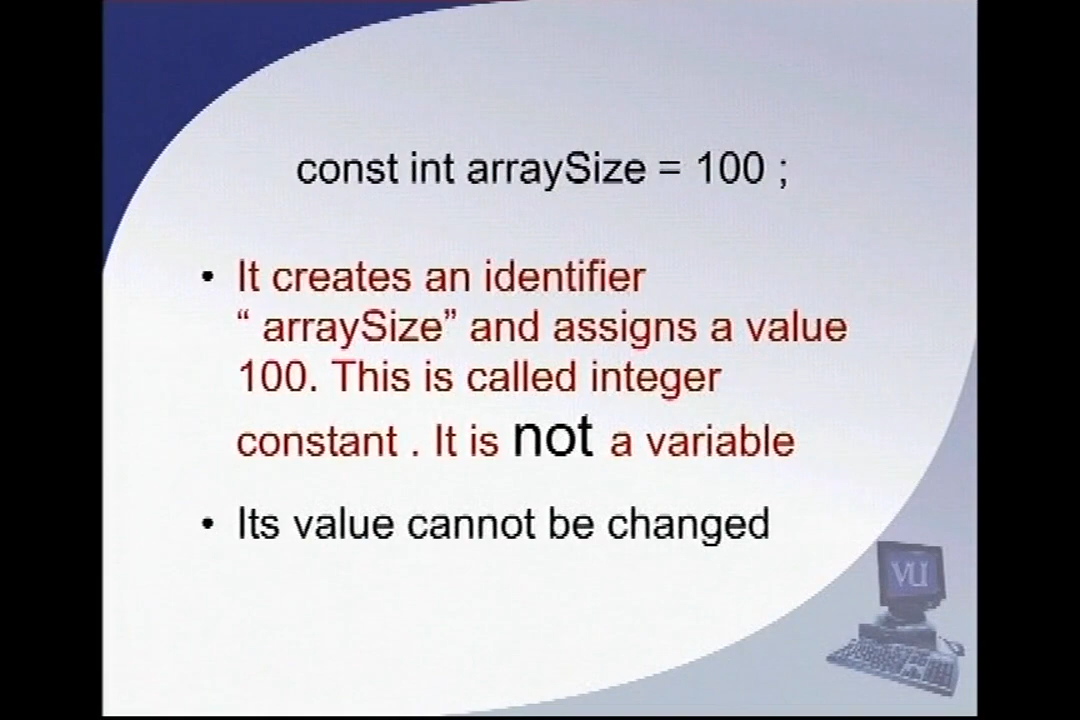 const int arraySize = 100 ;
• It creates an identifier
“ arraySize” and assigns a value
100. This is called integer
constant . It is not a variable
• Its value cannot be changed
VU